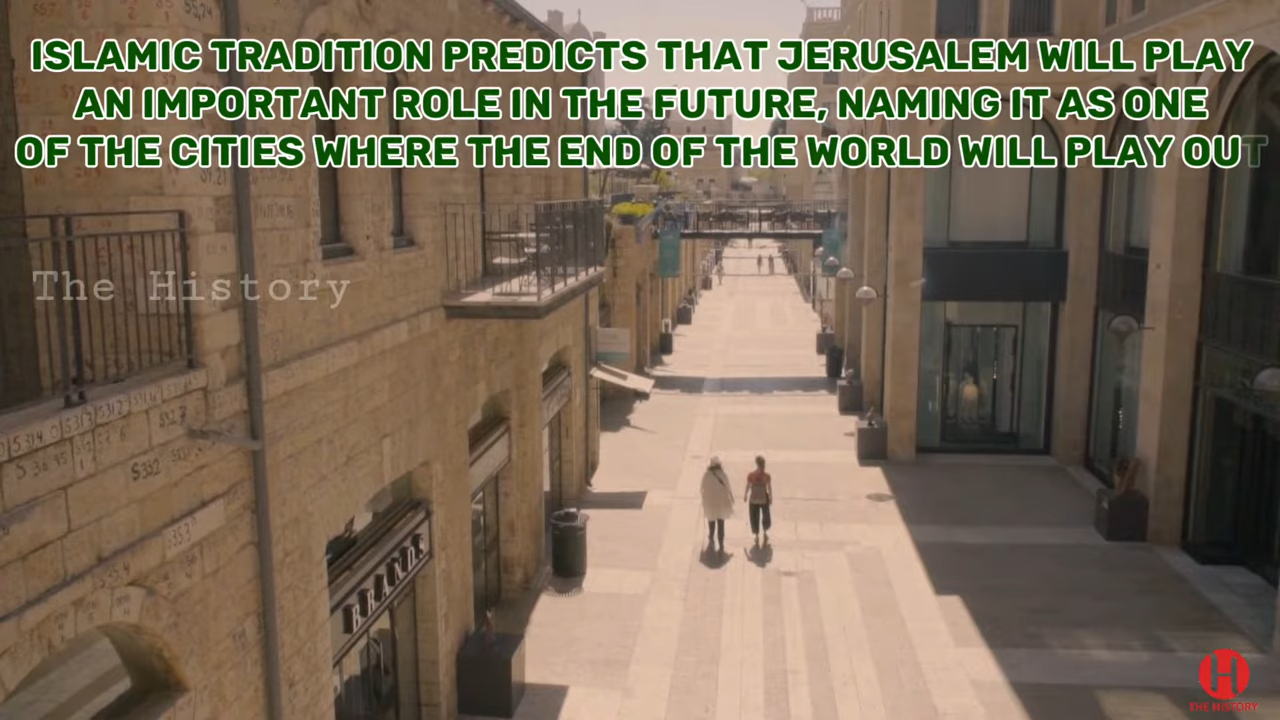 ISLAMIC TRADITION PREDICTS THAT JERUSALEM WILL PLAY
AN IMPORTANT ROLE IN THE FUTURE, NAMING IT AS ONE
OF THE CITIES WHERE THE END OF THE WORLD WILL PLAY OUT
The History
BRANDS
H
THE HISTORY